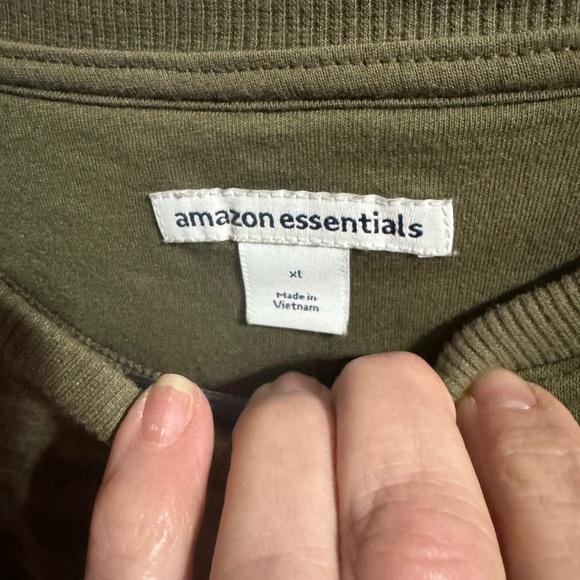 amazon essentials
XL
Made in
Vietnam